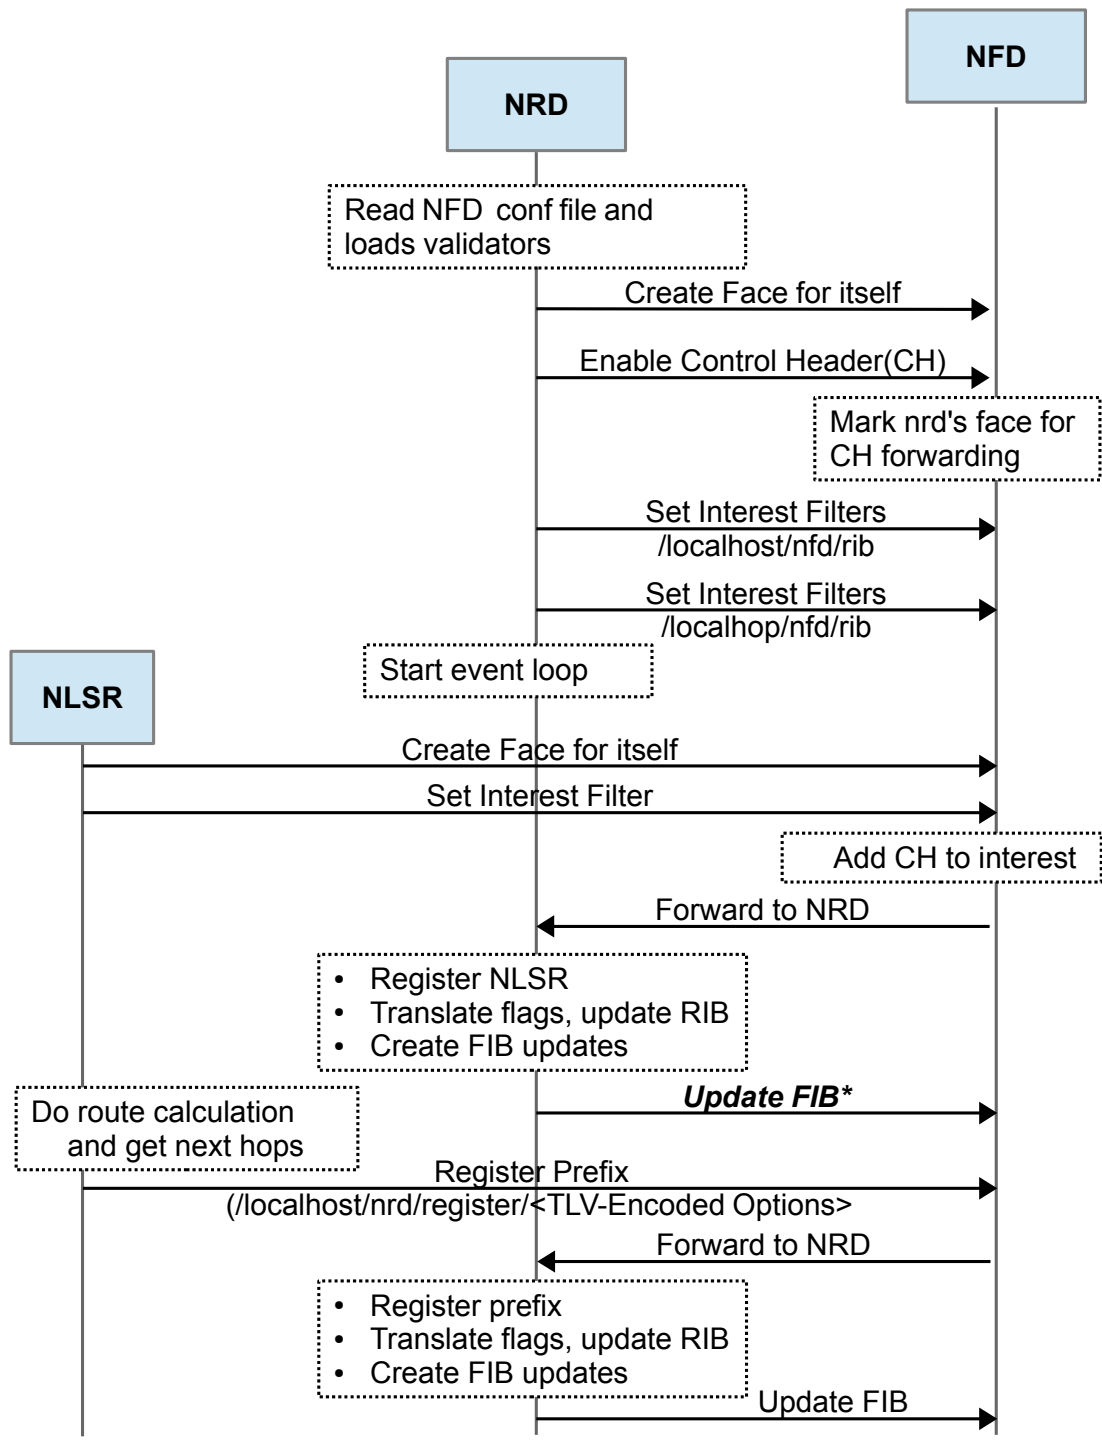 NFD
NRD
Read NFD conf file and
loads validators
Create Face for itself
Enable Control Header(CH)
Mark nrd's face for
CH forwarding
Set Interest Filters
/localhost/nfd/rib
Set Interest Filters
/localhop/nfd/rib
Start event loop
NLSR
Create Face for itself
Set Interest Filter
Add CH to interest
Forward to NRD
• Register NLSR
• Translate flags, update RIB
• Create FIB updates
Update FIB*
Do route calculation
and get next hops
Register Prefix
(/localhost/nrd/register/<TLV-Encoded Options>
Forward to NRD
• Register prefix
• Translate flags, update RIB
• Create FIB updates
Update FIB